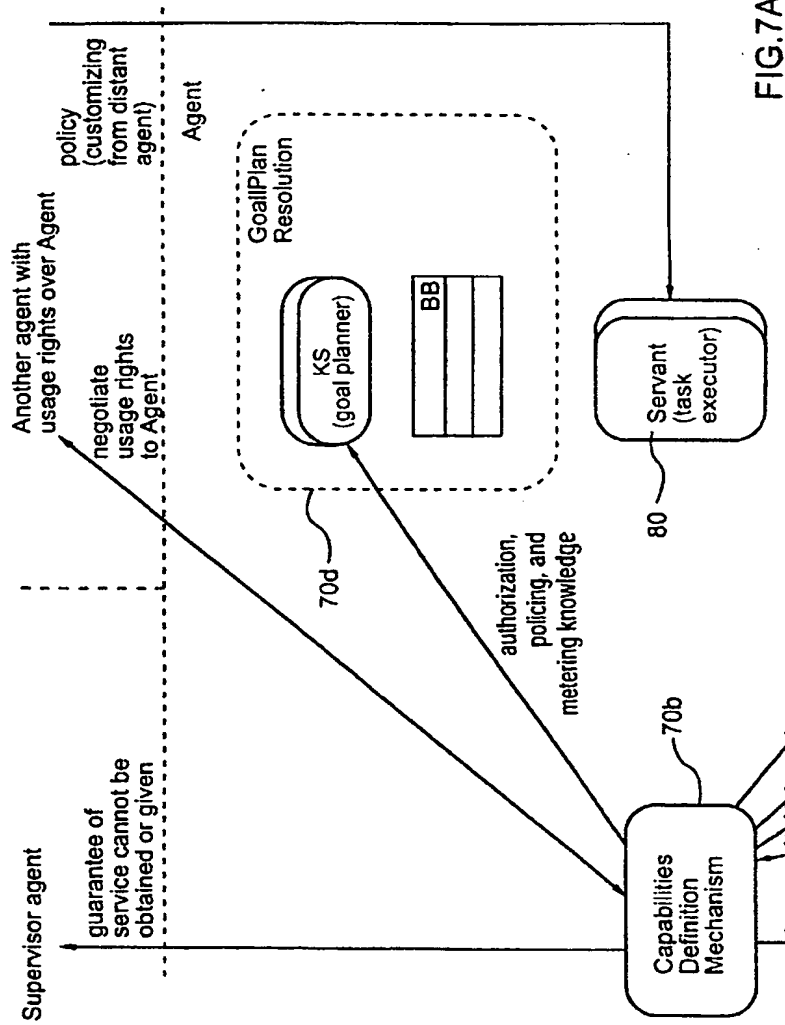 Supervisor agent
guarantee of
service cannot be
obtained or given
Another agent with
usage rights over Agent
negotiate
usage rights
to Agent
policy
(customizing
from distant
agent)
Agent
GoallPlan
Resolution
KS
(goal planner)
BB
70d
authorization,
policing, and
metering knowledge
Servant
(task
executor)
80
Capabilities
Definition
Mechanism
70b
FIG.7A